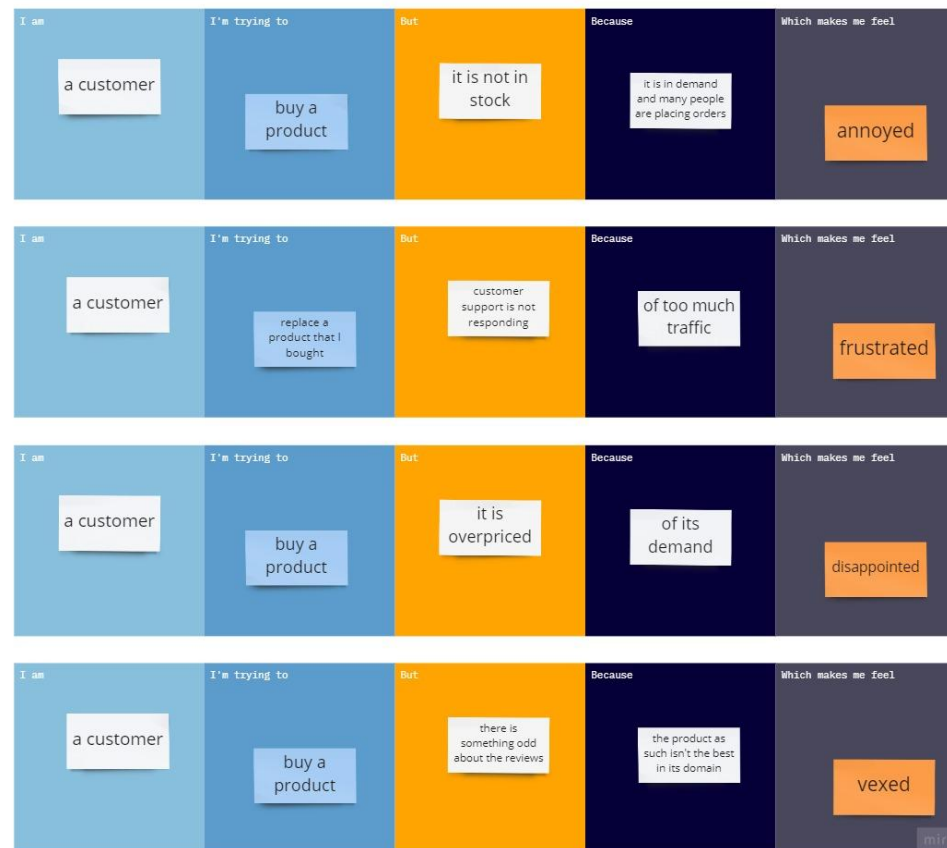 I am
I'm trying to
But
Because
Which makes me feel
a customer
buy a
product
it is not in
stock
it is in demand
and many people
are placing orders
annoyed
I am
I'm trying to
But
Because
Which makes me feel
a customer
replace a
product that I
bought
customer
support is not
responding
of too much
traffic
frustrated
I am
I'm trying to
But
Because
Which makes me feel
a customer
buy a
product
it is
overpriced
of its
demand
disappointed
I am
I'm trying to
But
Because
Which makes me feel
a customer
buy a
product
there is
something odd
about the reviews
the product as
such isn't the best
in its domain
vexed